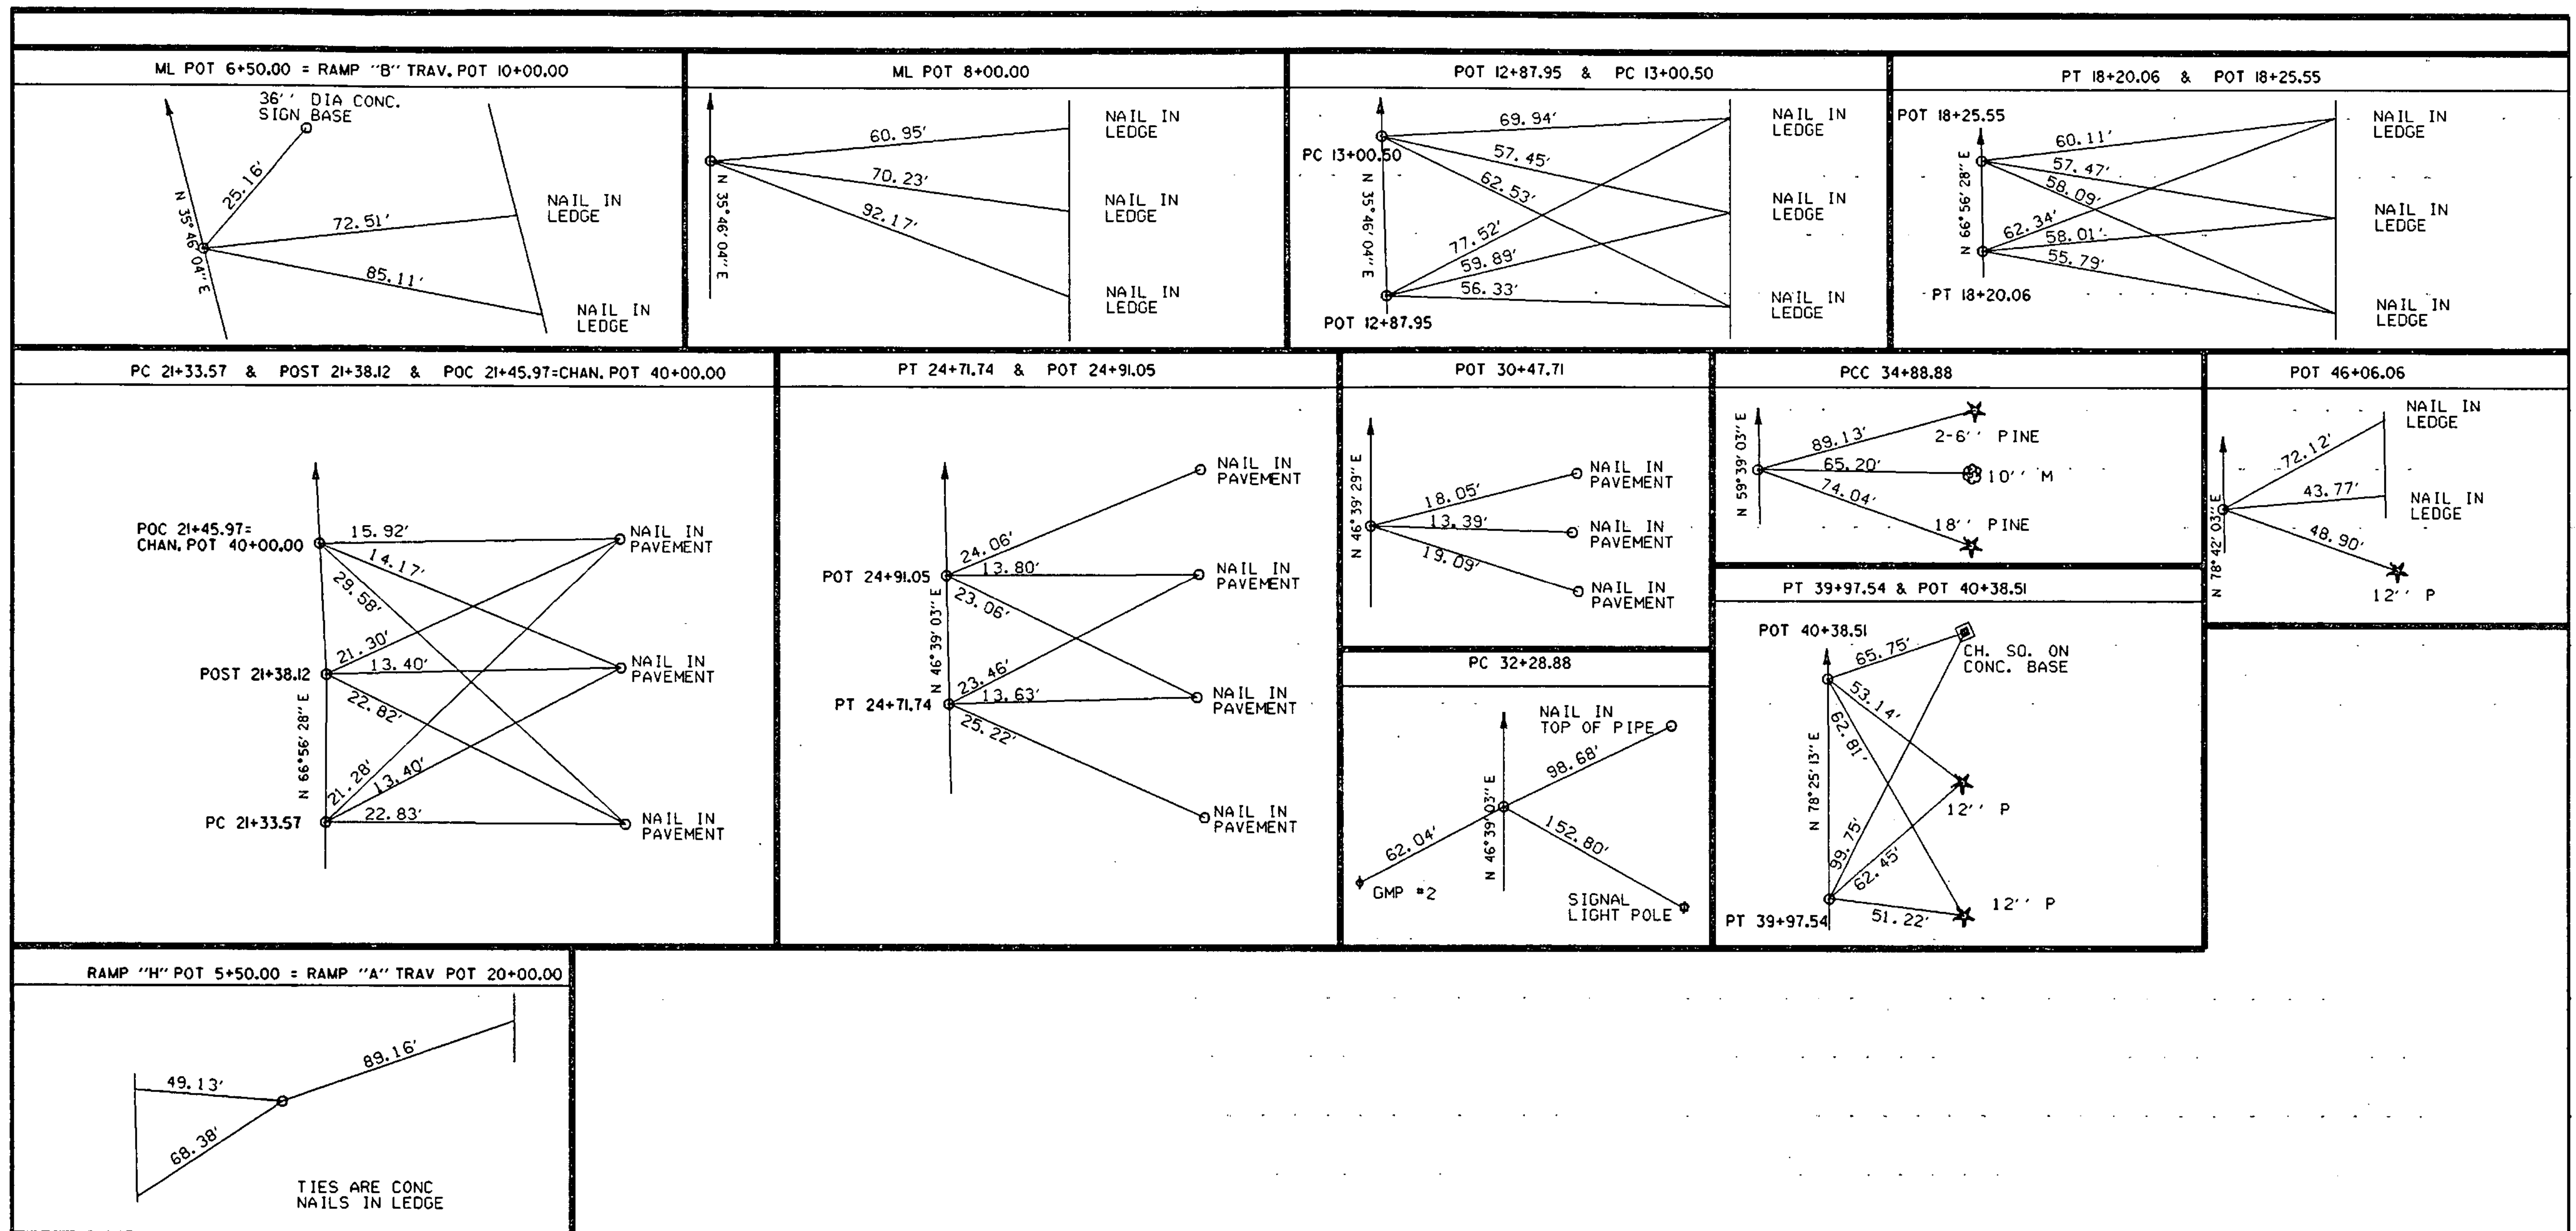 ML POT 6+50.00 = RAMP "B" TRAV. POT 10+00.00
36'' DIA CONC.
SIGN BASE
25.16'
72.51'
85.11'
N 35°46'04'' E
NAIL IN
LEDGE
NAIL IN
LEDGE
ML POT 8+00.00
60.95'
70.23'
92.17'
N 35°46'04'' E
NAIL IN
LEDGE
NAIL IN
LEDGE
NAIL IN
LEDGE
POT 12+87.95 & PC 13+00.50
PC 13+00.50
69.94'
57.45'
62.53'
N 35°46'04'' E
77.52'
59.89'
56.33'
POT 12+87.95
NAIL IN
LEDGE
NAIL IN
LEDGE
NAIL IN
LEDGE
PT 18+20.06 & POT 18+25.55
POT 18+25.55
60.11'
57.47'
58.09'
N 66°56'28'' E
62.34'
58.01'
55.79'
PT 18+20.06
NAIL IN
LEDGE
NAIL IN
LEDGE
NAIL IN
LEDGE
PC 21+33.57 & POST 21+38.12 & POC 21+45.97=CHAN. POT 40+00.00
POC 21+45.97=
CHAN. POT 40+00.00
15.92'
14.17'
29.58'
NAIL IN
PAVEMENT
POST 21+38.12
21.30'
13.40'
22.82'
NAIL IN
PAVEMENT
N 66°56'28'' E
PC 21+33.57
21.28'
13.40'
22.83'
NAIL IN
PAVEMENT
PT 24+71.74 & POT 24+91.05
NAIL IN
PAVEMENT
POT 24+91.05
24.06'
13.80'
23.06'
NAIL IN
PAVEMENT
N 46°39'03'' E
PT 24+71.74
23.46'
13.63'
25.22'
NAIL IN
PAVEMENT
NAIL IN
PAVEMENT
POT 30+47.71
N 46°39'29'' E
18.05'
13.39'
19.09'
NAIL IN
PAVEMENT
NAIL IN
PAVEMENT
NAIL IN
PAVEMENT
PC 32+28.88
NAIL IN
TOP OF PIPE
98.68'
N 46°39'03'' E
62.04'
152.80'
GMP #2
SIGNAL
LIGHT POLE
PCC 34+88.88
N 59°39'03'' E
89.13'
65.20'
74.04'
2-6'' PINE
10'' M
18'' PINE
PT 39+97.54 & POT 40+38.51
POT 40+38.51
65.75'
CH. SQ. ON
CONC. BASE
53.14'
62.81'
N 78°25'13'' E
12'' P
99.75'
62.45'
51.22'
12'' P
PT 39+97.54
POT 46+06.06
NAIL IN
LEDGE
72.12'
43.77'
48.90'
N 78°42'03'' E
NAIL IN
LEDGE
12'' P
RAMP "H" POT 5+50.00 = RAMP "A" TRAV POT 20+00.00
89.16'
49.13'
68.38'
TIES ARE CONC
NAILS IN LEDGE